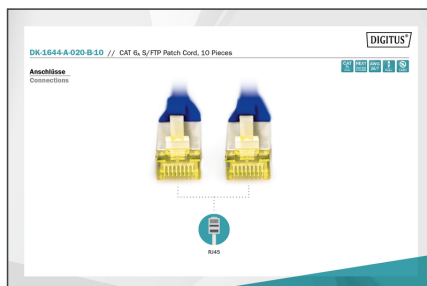 DIGITUS®
DK-1644-A-020-B-10 // CAT 6A S/FTP Patch Cord, 10 Pieces
Anschlüsse
Connections
RJ45